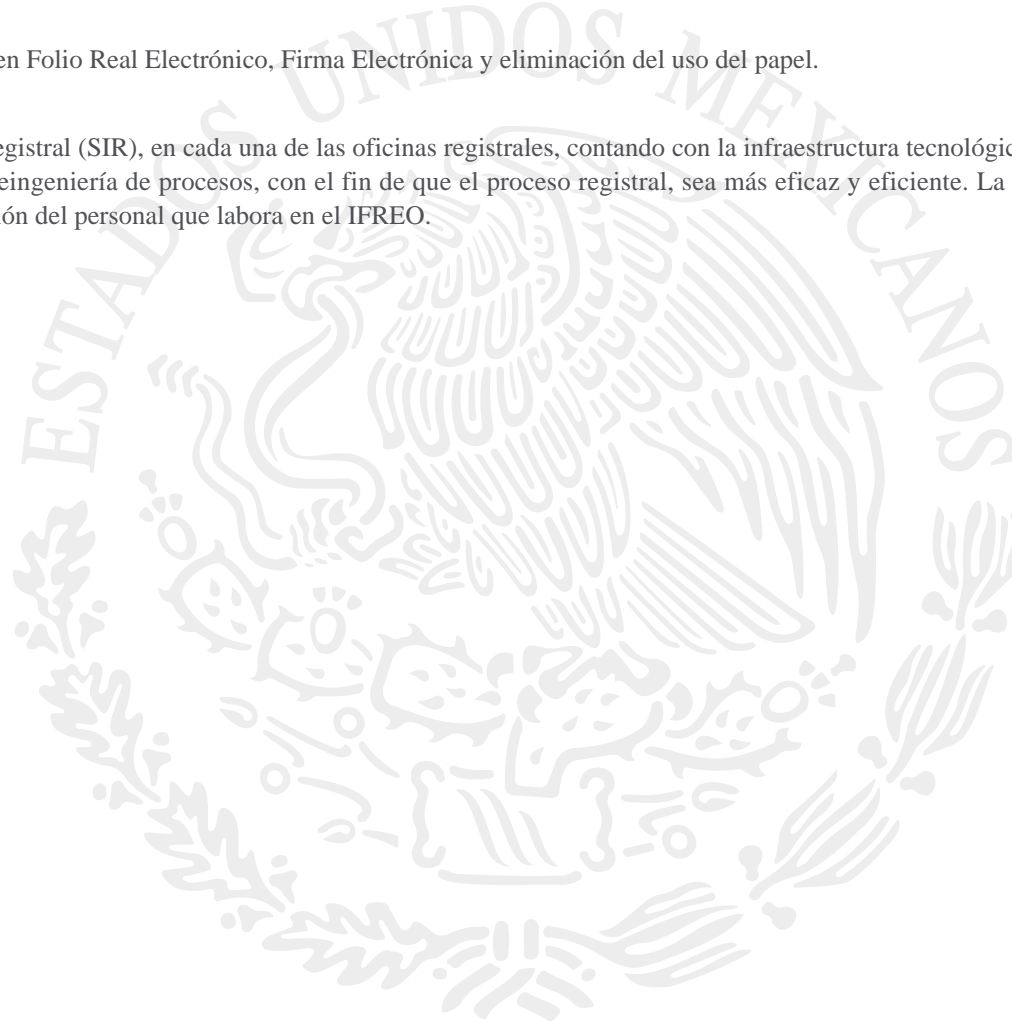 en Folio Real Electrónico, Firma Electrónica y eliminación del uso del papel.
egistral (SIR), en cada una de las oficinas registrales, contando con la infraestructura tecnológic
eingeniería de procesos, con el fin de que el proceso registral, sea más eficaz y eficiente. La
ión del personal que labora en el IFREO.
ESTADOS UNIDOS MEXICANOS